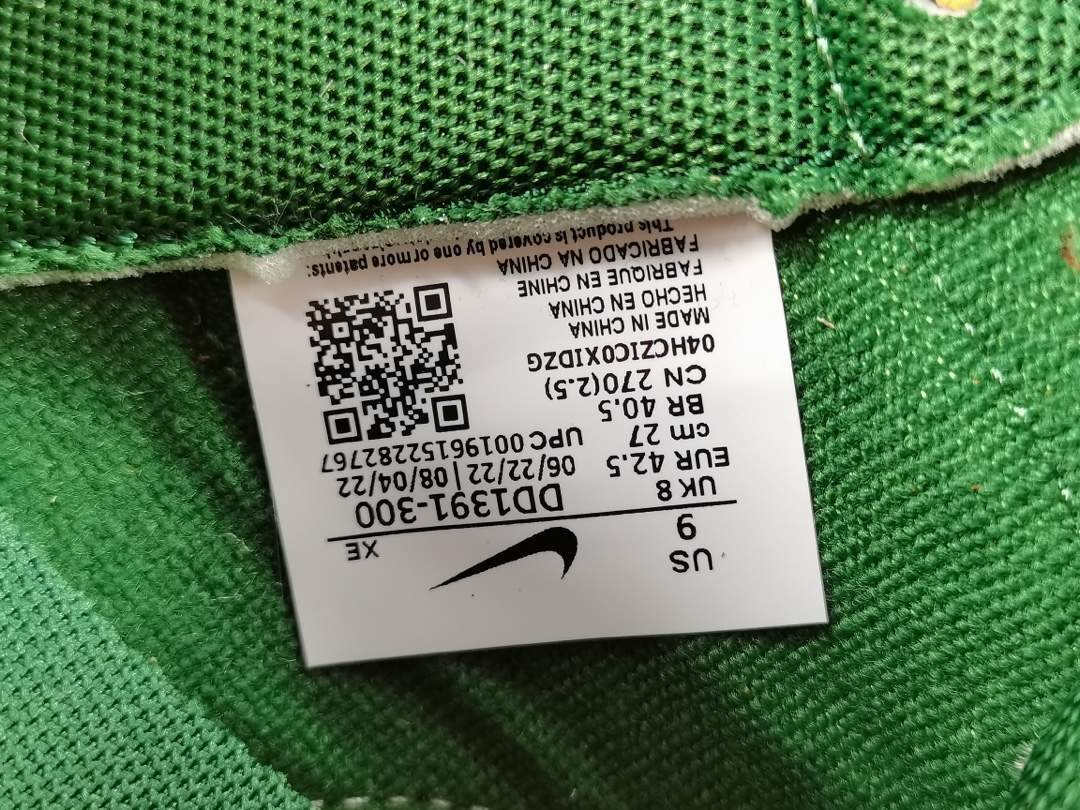 US
9
XE
UK 8
DD1391-300
EUR 42.5
06/22/22 | 08/04/22
cm 27
UPC 00196152282767
BR 40.5
CN 270(2.5)
04HCZIC0XIDZG
MADE IN CHINA
HECHO EN CHINA
FABRIQUE EN CHINE
FABRICADO NA CHINA
This product is covered by one or more patents: